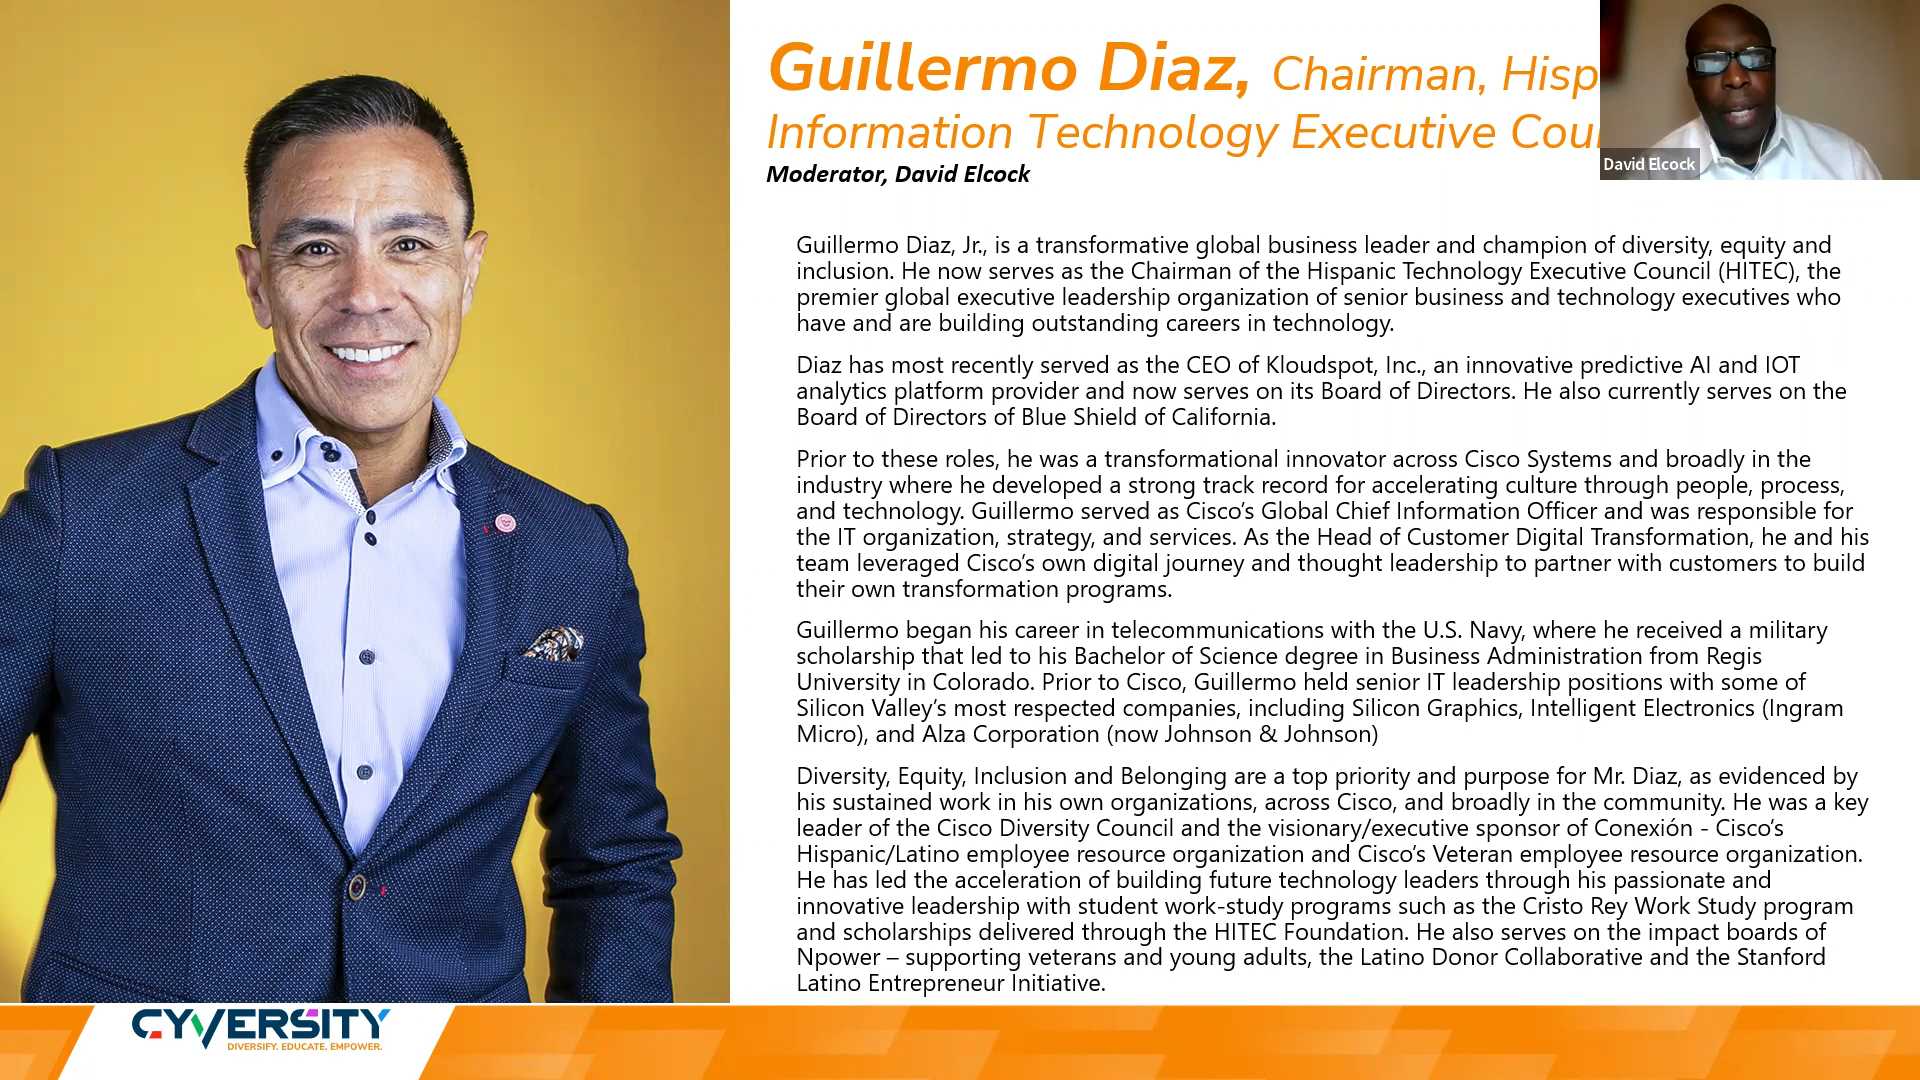 Guillermo Diaz, Chairman, Hisp
Information Technology Executive Cou
Moderator, David Elcock
David Elcock
Guillermo Diaz, Jr., is a transformative global business leader and champion of diversity, equity and
inclusion. He now serves as the Chairman of the Hispanic Technology Executive Council (HITEC), the
premier global executive leadership organization of senior business and technology executives who
have and are building outstanding careers in technology.
Diaz has most recently served as the CEO of Kloudspot, Inc., an innovative predictive AI and IOT
analytics platform provider and now serves on its Board of Directors. He also currently serves on the
Board of Directors of Blue Shield of California.
Prior to these roles, he was a transformational innovator across Cisco Systems and broadly in the
industry where he developed a strong track record for accelerating culture through people, process,
and technology. Guillermo served as Cisco’s Global Chief Information Officer and was responsible for
the IT organization, strategy, and services. As the Head of Customer Digital Transformation, he and his
team leveraged Cisco’s own digital journey and thought leadership to partner with customers to build
their own transformation programs.
Guillermo began his career in telecommunications with the U.S. Navy, where he received a military
scholarship that led to his Bachelor of Science degree in Business Administration from Regis
University in Colorado. Prior to Cisco, Guillermo held senior IT leadership positions with some of
Silicon Valley’s most respected companies, including Silicon Graphics, Intelligent Electronics (Ingram
Micro), and Alza Corporation (now Johnson & Johnson)
Diversity, Equity, Inclusion and Belonging are a top priority and purpose for Mr. Diaz, as evidenced by
his sustained work in his own organizations, across Cisco, and broadly in the community. He was a key
leader of the Cisco Diversity Council and the visionary/executive sponsor of Conexión - Cisco’s
Hispanic/Latino employee resource organization and Cisco’s Veteran employee resource organization.
He has led the acceleration of building future technology leaders through his passionate and
innovative leadership with student work-study programs such as the Cristo Rey Work Study program
and scholarships delivered through the HITEC Foundation. He also serves on the impact boards of
Npower – supporting veterans and young adults, the Latino Donor Collaborative and the Stanford
Latino Entrepreneur Initiative.
CYVERSITY
DIVERSIFY. EDUCATE. EMPOWER.